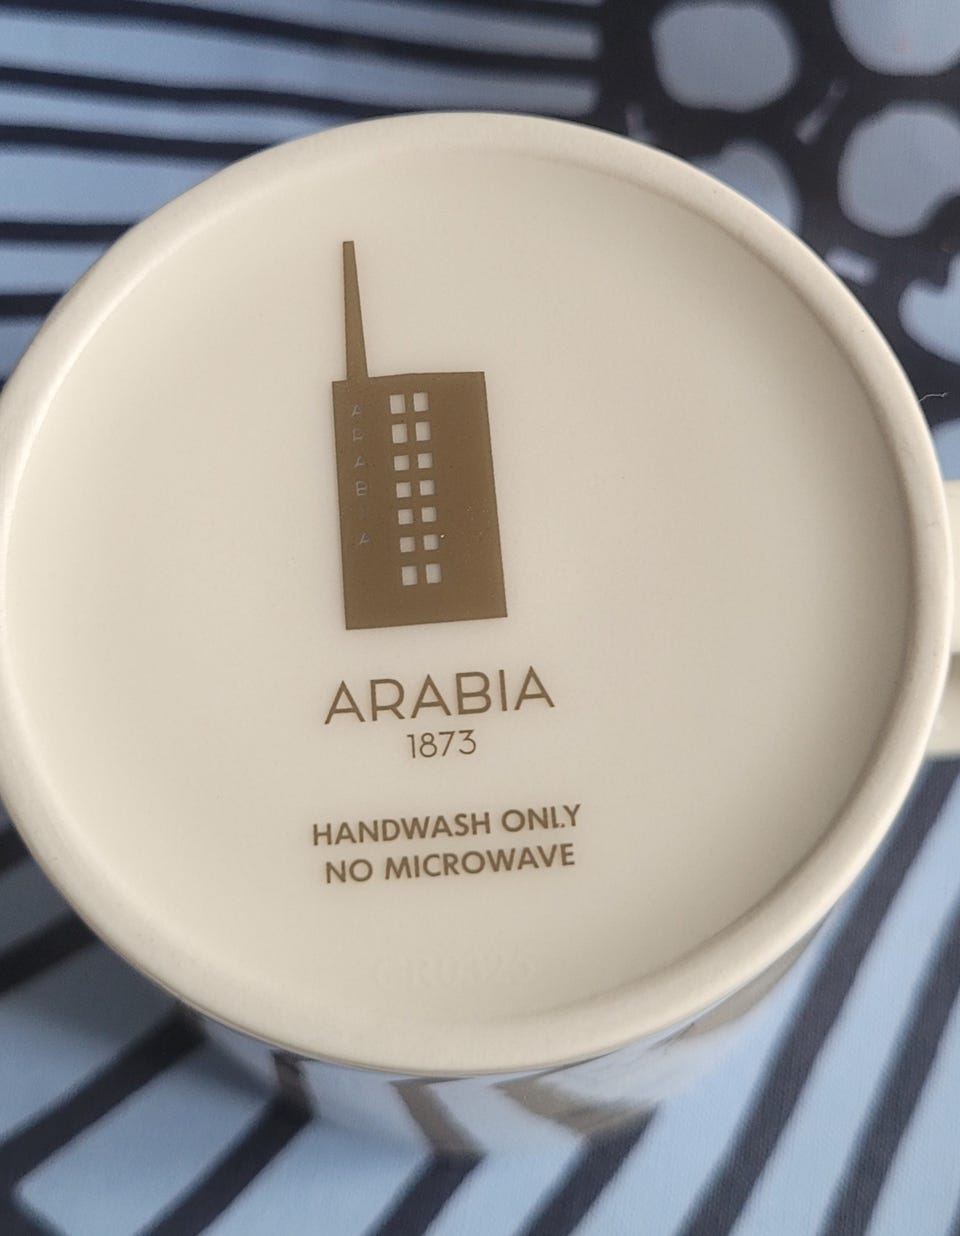 ARABIA
ARABIA
1873
HANDWASH ONLY
NO MICROWAVE